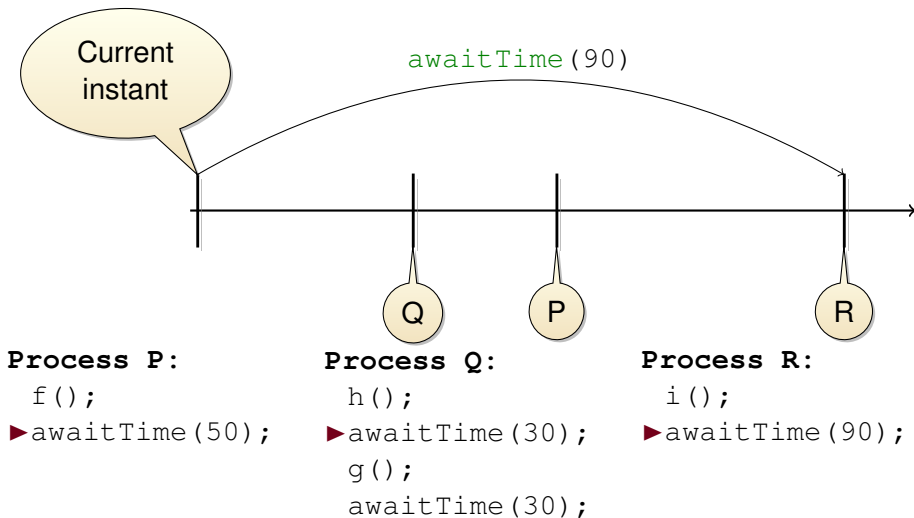 Current
instant
awaitTime(90)
Q
P
R
Process P:
f();
►awaitTime(50);
Process Q:
h();
►awaitTime(30);
g();
awaitTime(30);
Process R:
i();
►awaitTime(90);